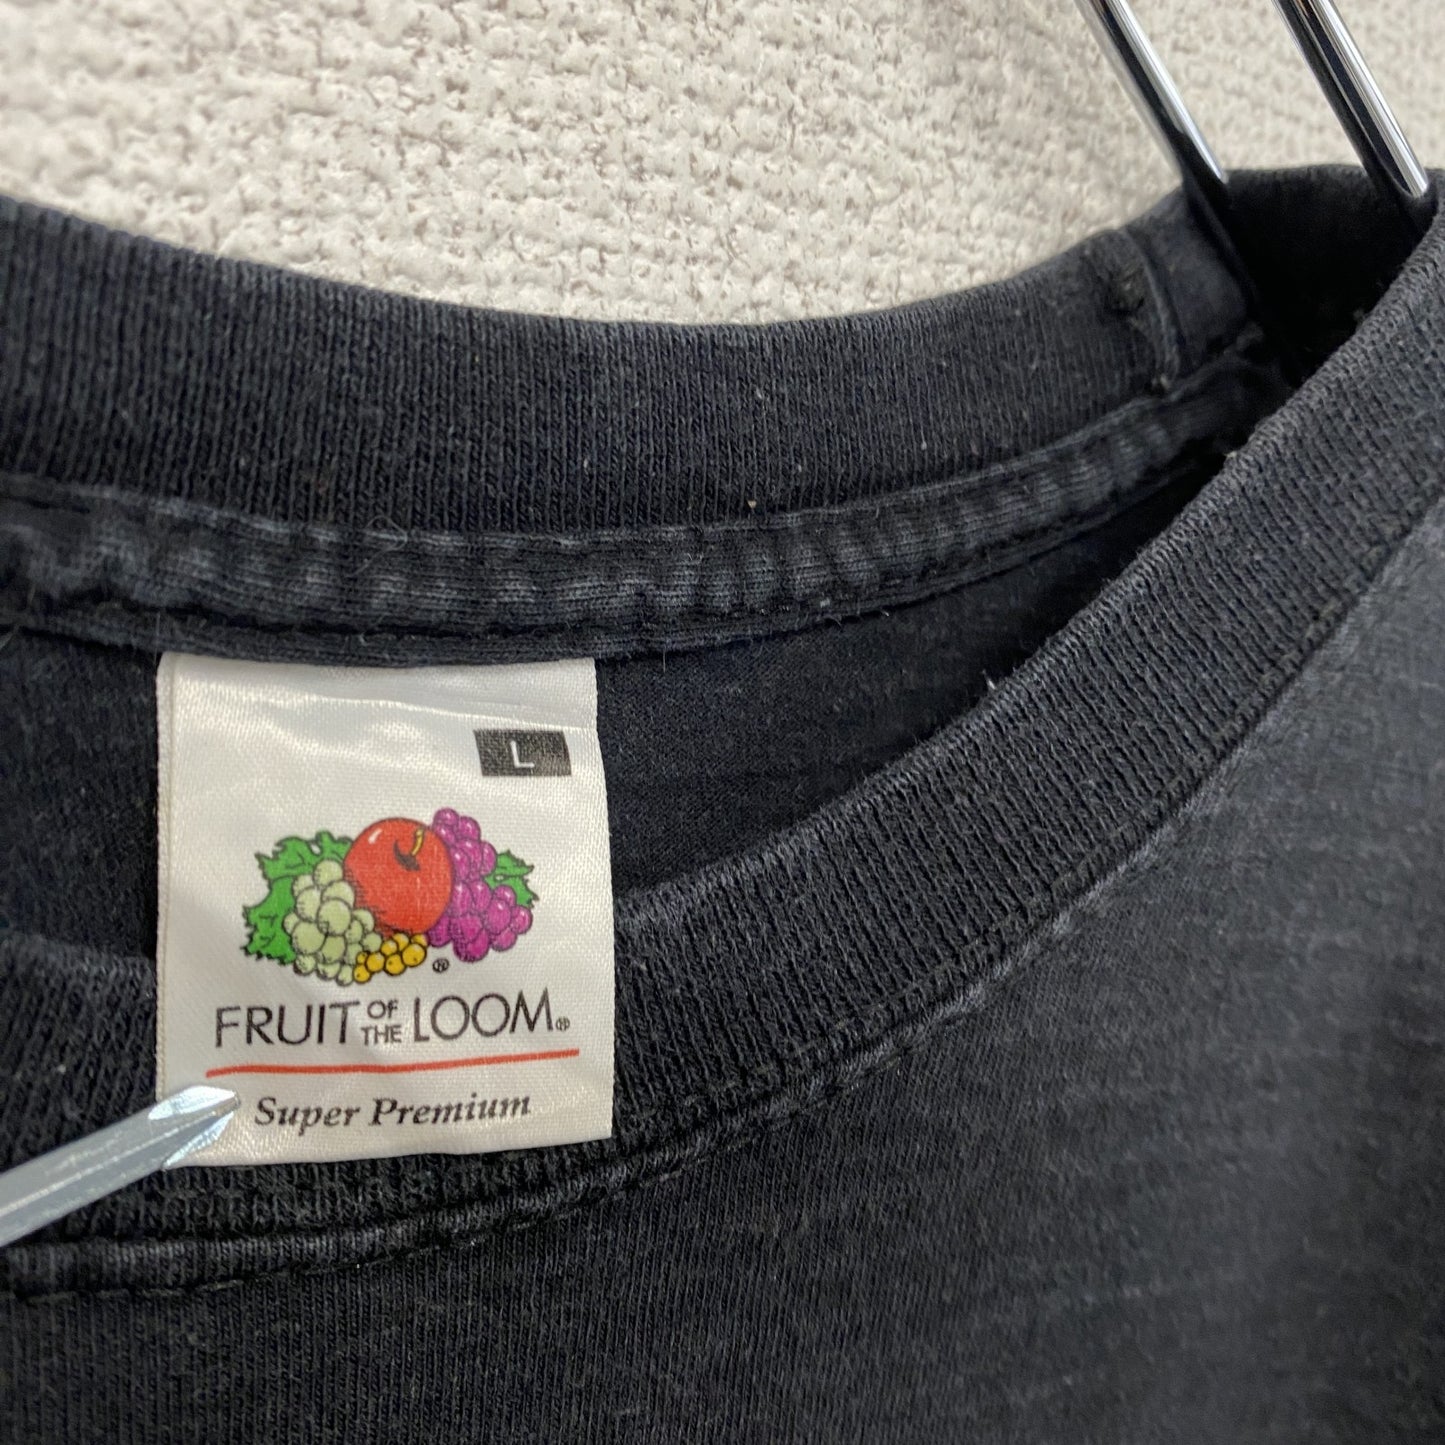 L
®
FRUIT OF THE LOOM®
Super Premium